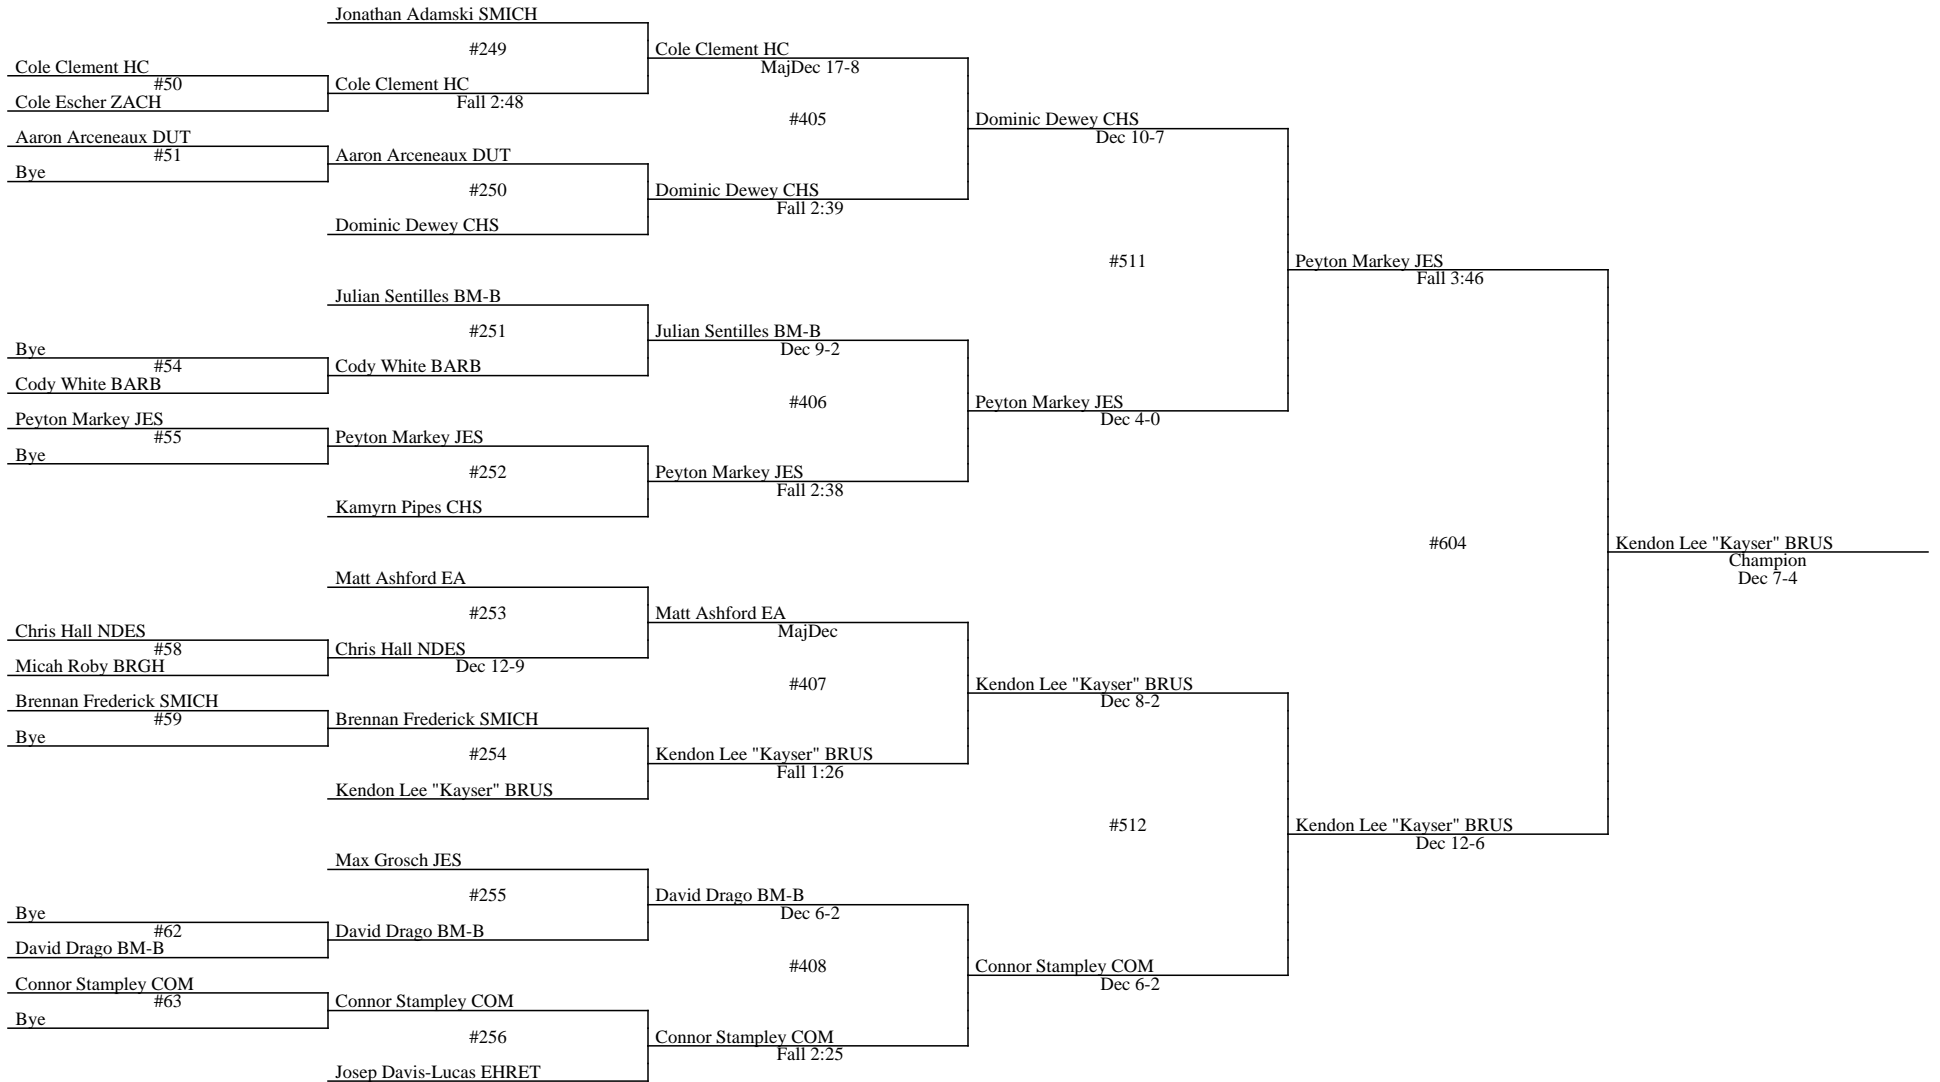 Jonathan Adamski SMICH
#249
Cole Clement HC
MajDec 17-8
Cole Clement HC
#50
Cole Escher ZACH
Cole Clement HC
Fall 2:48
#405
Dominic Dewey CHS
Dec 10-7
Aaron Arceneaux DUT
#51
Bye
Aaron Arceneaux DUT
#250
Dominic Dewey CHS
Fall 2:39
Dominic Dewey CHS
#511
Peyton Markey JES
Fall 3:46
Julian Sentilles BM-B
#251
Julian Sentilles BM-B
Dec 9-2
Bye
#54
Cody White BARB
Cody White BARB
#406
Peyton Markey JES
Dec 4-0
Peyton Markey JES
#55
Bye
Peyton Markey JES
#252
Peyton Markey JES
Fall 2:38
Kamyrn Pipes CHS
#604
Kendon Lee "Kayser" BRUS
Champion
Dec 7-4
Matt Ashford EA
#253
Matt Ashford EA
MajDec
Chris Hall NDES
#58
Micah Roby BRGH
Chris Hall NDES
Dec 12-9
#407
Kendon Lee "Kayser" BRUS
Dec 8-2
Brennan Frederick SMICH
#59
Bye
Brennan Frederick SMICH
#254
Kendon Lee "Kayser" BRUS
Fall 1:26
Kendon Lee "Kayser" BRUS
#512
Kendon Lee "Kayser" BRUS
Dec 12-6
Max Grosch JES
#255
David Drago BM-B
Dec 6-2
Bye
#62
David Drago BM-B
David Drago BM-B
#408
Connor Stampley COM
Dec 6-2
Connor Stampley COM
#63
Bye
Connor Stampley COM
#256
Connor Stampley COM
Fall 2:25
Josep Davis-Lucas EHRET